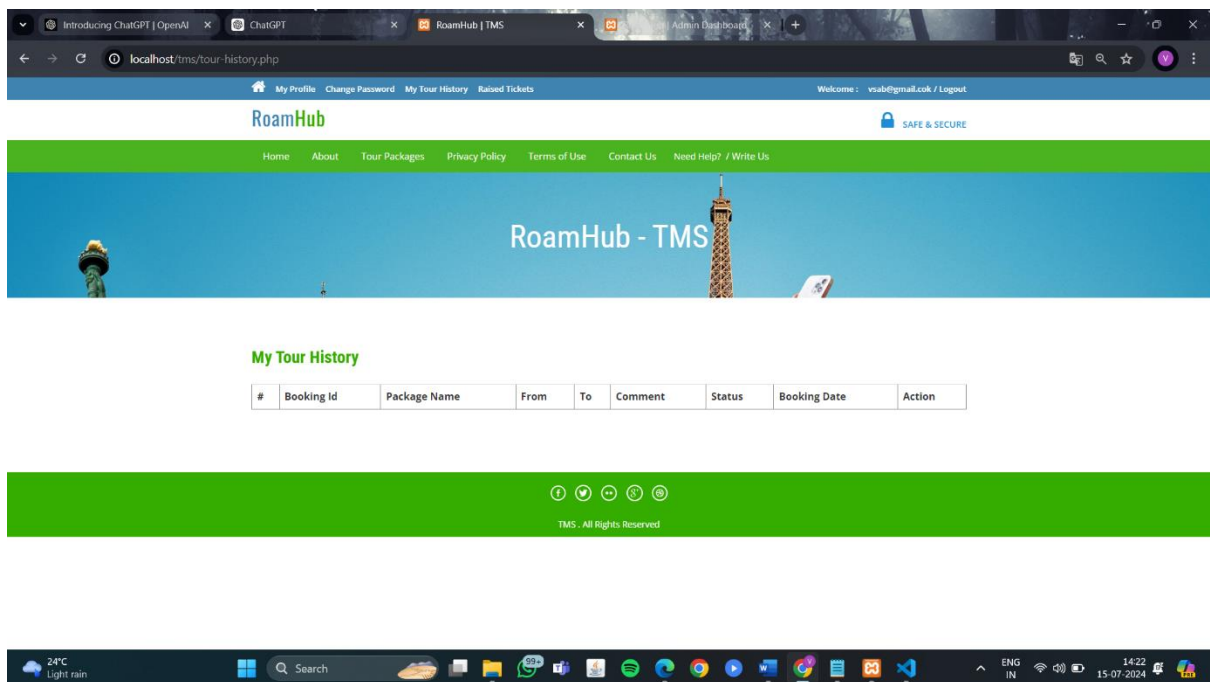 Introducing ChatGPT | OpenAI ChatGPT RoamHub | TMS | Admin Dashboard
localhost/tms/tour-history.php V
My Profile Change Password My Tour History Raised Tickets Welcome : vsab@gmail.cok / Logout
RoamHub SAFE & SECURE
Home About Tour Packages Privacy Policy Terms of Use Contact Us Need Help? / Write Us
RoamHub - TMS
My Tour History
# Booking Id Package Name From To Comment Status Booking Date Action
TMS . All Rights Reserved
24°C
Light rain
Search
99+
ENG
IN
14:22
15-07-2024
PRE